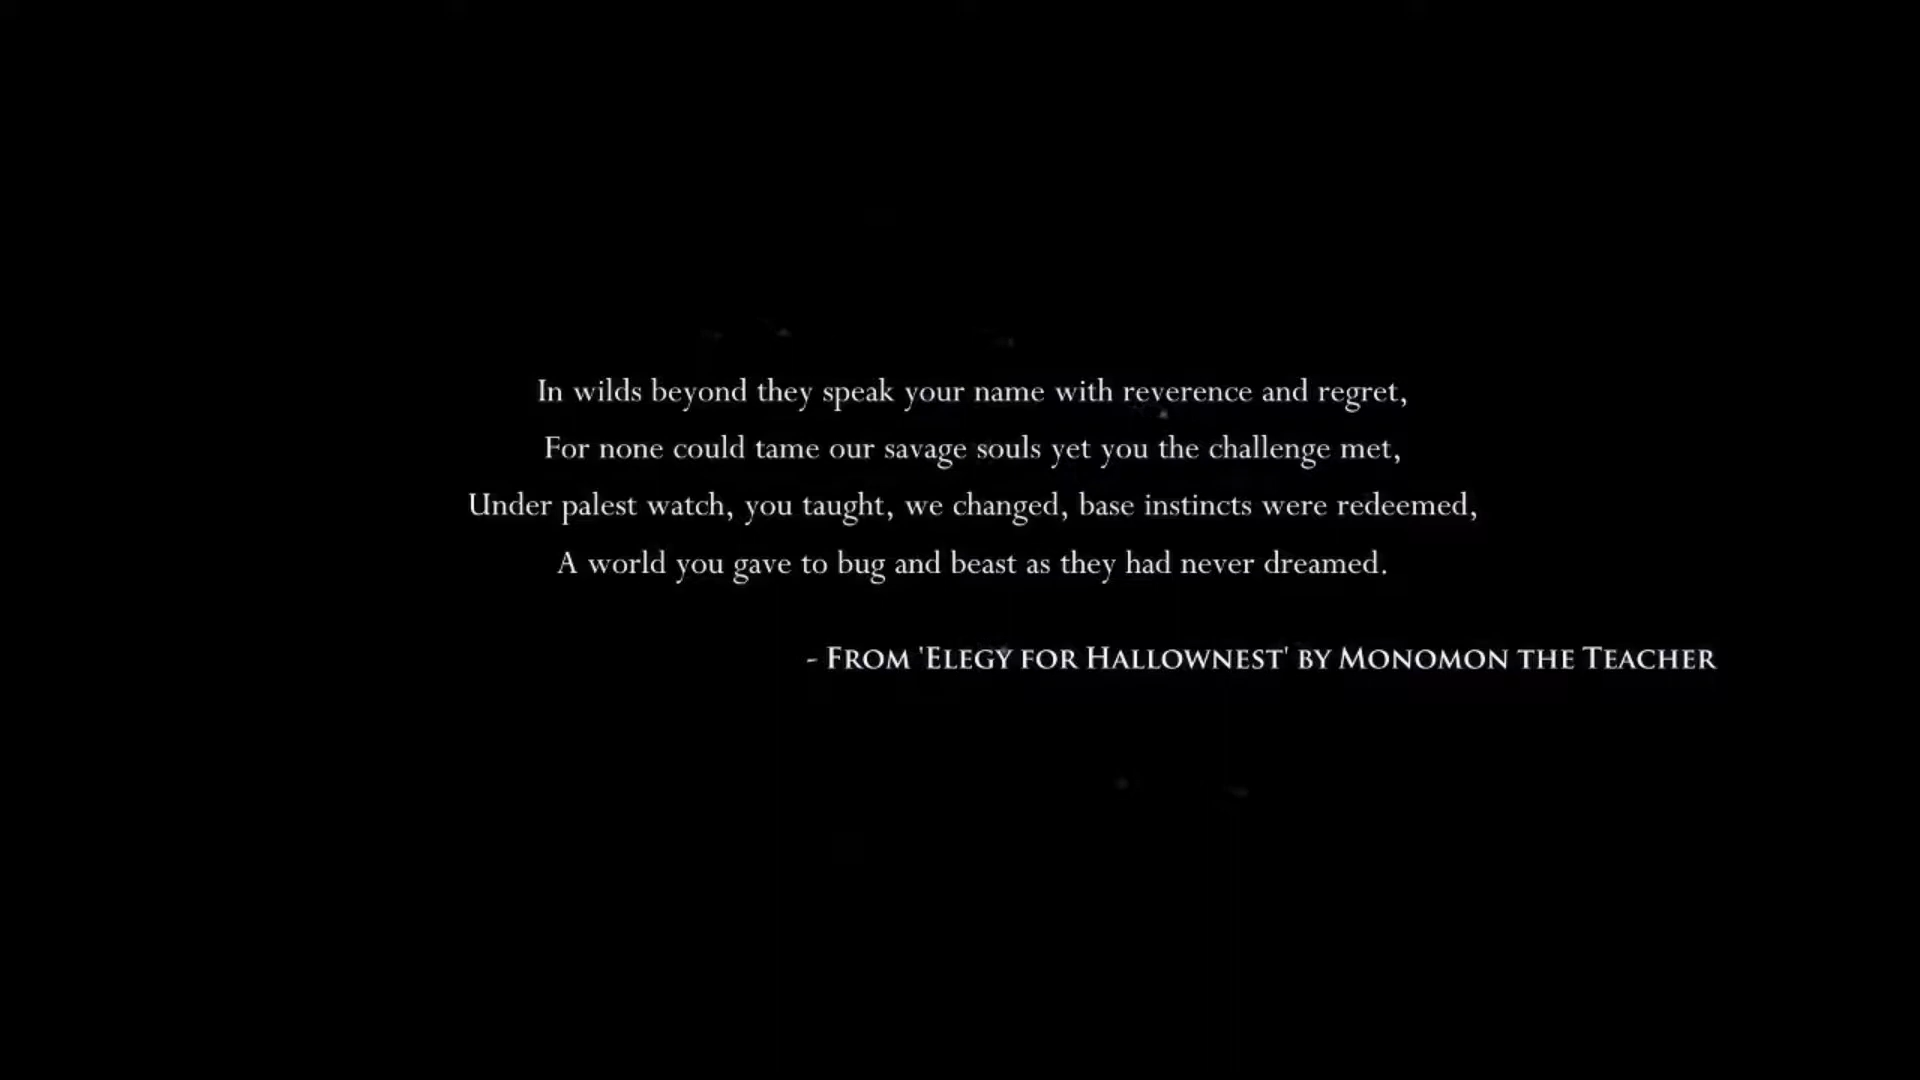 In wilds beyond they speak your name with reverence and regret,
For none could tame our savage souls yet you the challenge met,
Under palest watch, you taught, we changed, base instincts were redeemed,
A world you gave to bug and beast as they had never dreamed.
- From 'Elegy for Hallownest' by Monomon the Teacher